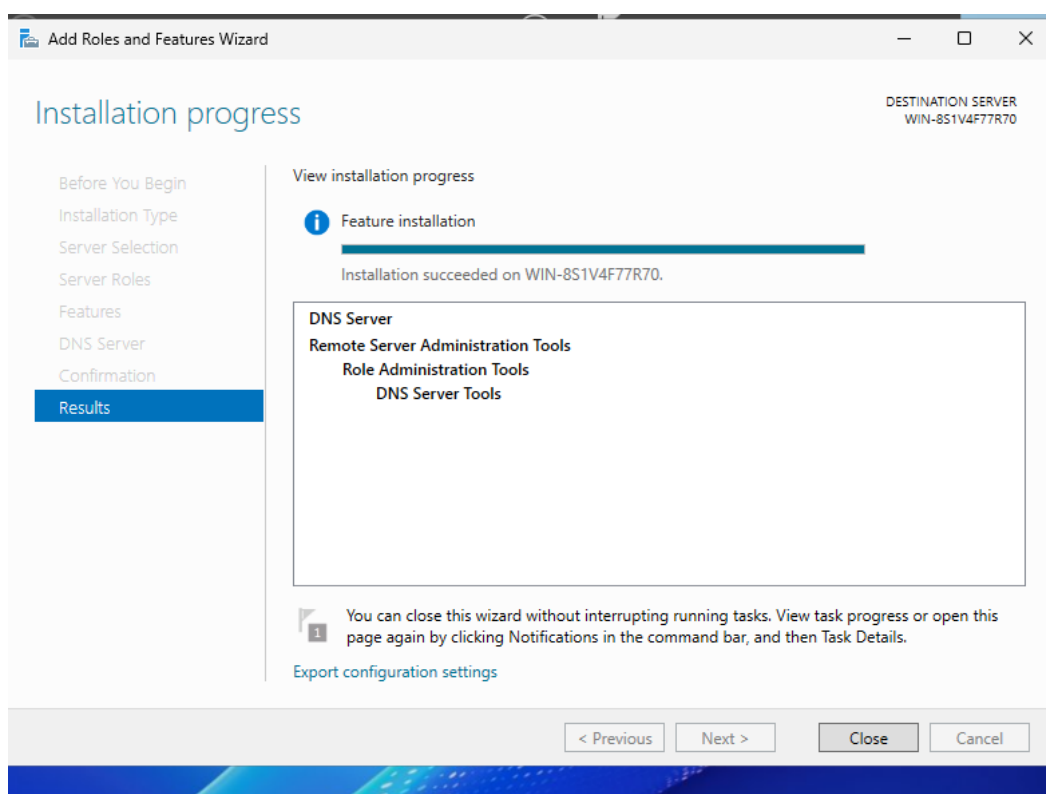 Add Roles and Features Wizard
Installation progress
DESTINATION SERVER
WIN-8S1V4F77R70
Before You Begin
Installation Type
Server Selection
Server Roles
Features
DNS Server
Confirmation
Results
View installation progress
Feature installation
Installation succeeded on WIN-8S1V4F77R70.
DNS Server
Remote Server Administration Tools
Role Administration Tools
DNS Server Tools
1
You can close this wizard without interrupting running tasks. View task progress or open this
page again by clicking Notifications in the command bar, and then Task Details.
Export configuration settings
< Previous
Next >
Close
Cancel